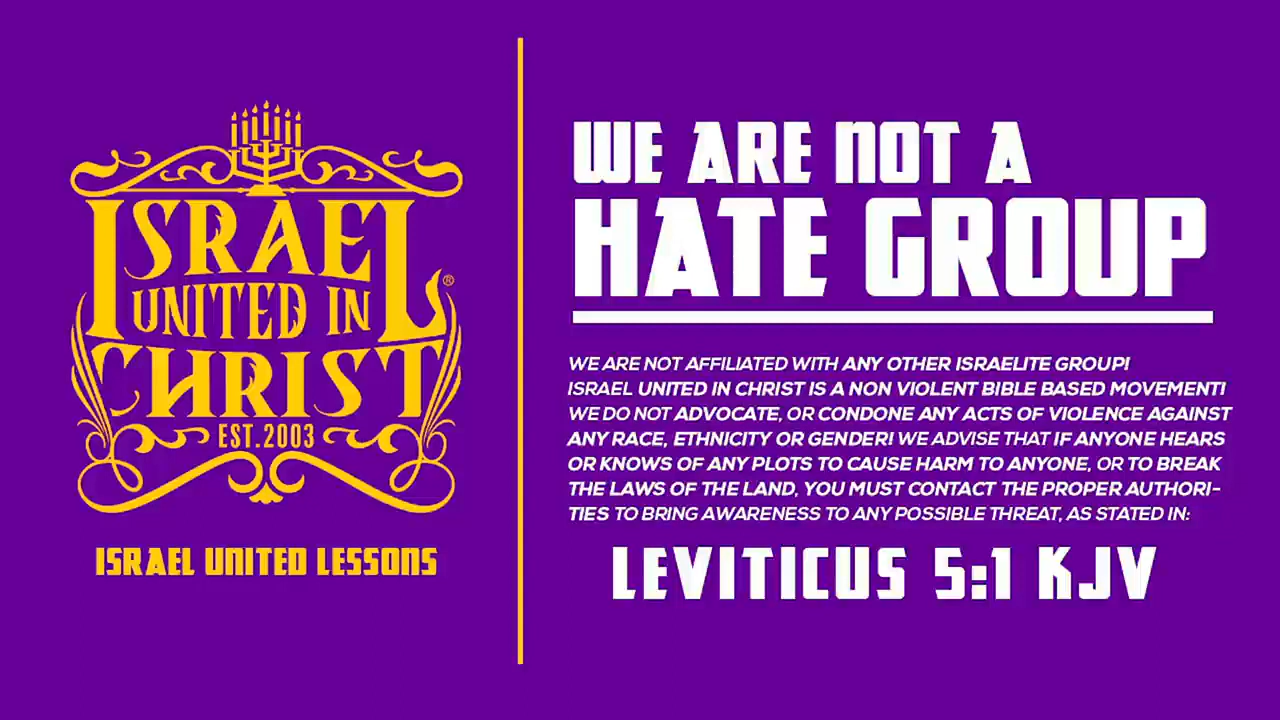 ISRAEL
UNITED IN
CHRIST
®
EST.2003
ISRAEL UNITED LESSONS
WE ARE NOT A
HATE GROUP
WE ARE NOT AFFILIATED WITH ANY OTHER ISRAELITE GROUP!
ISRAEL UNITED IN CHRIST IS A NON VIOLENT BIBLE BASED MOVEMENT!
WE DO NOT ADVOCATE, OR CONDONE ANY ACTS OF VIOLENCE AGAINST
ANY RACE, ETHNICITY OR GENDER! WE ADVISE THAT IF ANYONE HEARS
OR KNOWS OF ANY PLOTS TO CAUSE HARM TO ANYONE, OR TO BREAK
THE LAWS OF THE LAND, YOU MUST CONTACT THE PROPER AUTHORI-
TIES TO BRING AWARENESS TO ANY POSSIBLE THREAT, AS STATED IN:
LEVITICUS 5:1 KJV